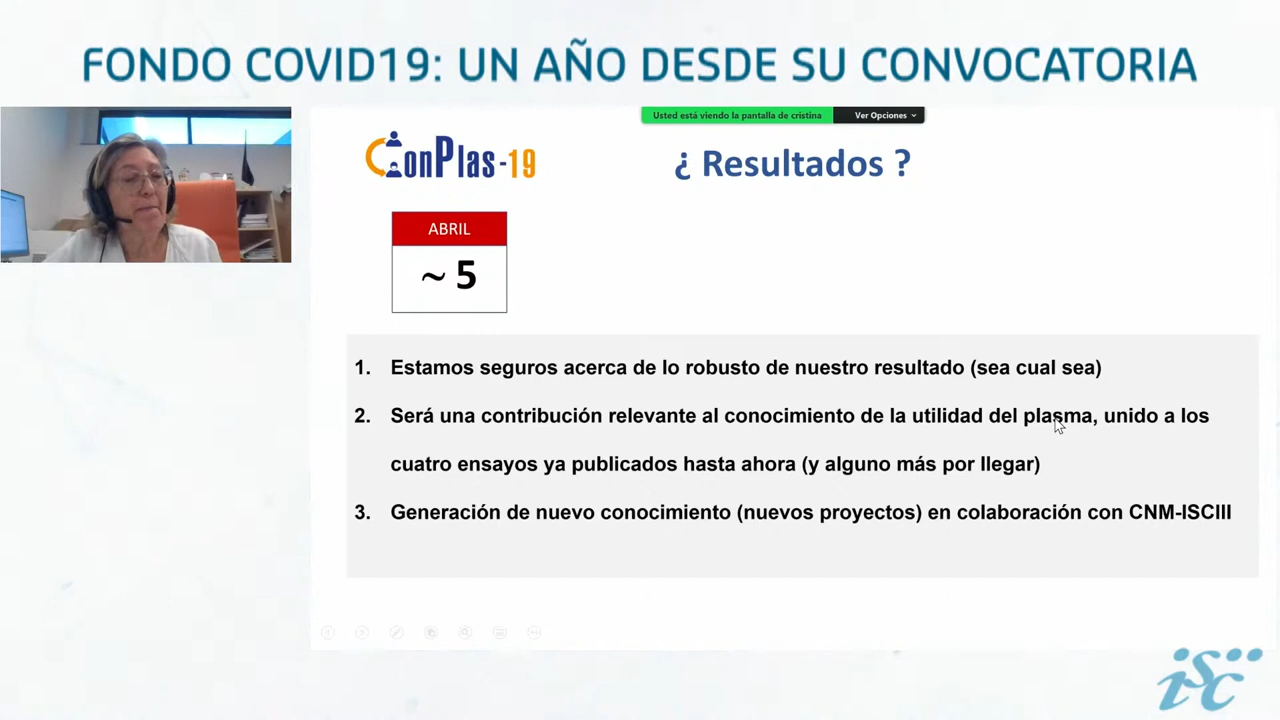 FONDO COVID19: UN AÑO DESDE SU CONVOCATORIA
Usted está viendo la pantalla de cristina
Ver Opciones
ConPlas-19
¿ Resultados ?
ABRIL
~ 5
1. Estamos seguros acerca de lo robusto de nuestro resultado (sea cual sea)
2. Será una contribución relevante al conocimiento de la utilidad del plasma, unido a los
cuatro ensayos ya publicados hasta ahora (y alguno más por llegar)
3. Generación de nuevo conocimiento (nuevos proyectos) en colaboración con CNM-ISCIII
isciii